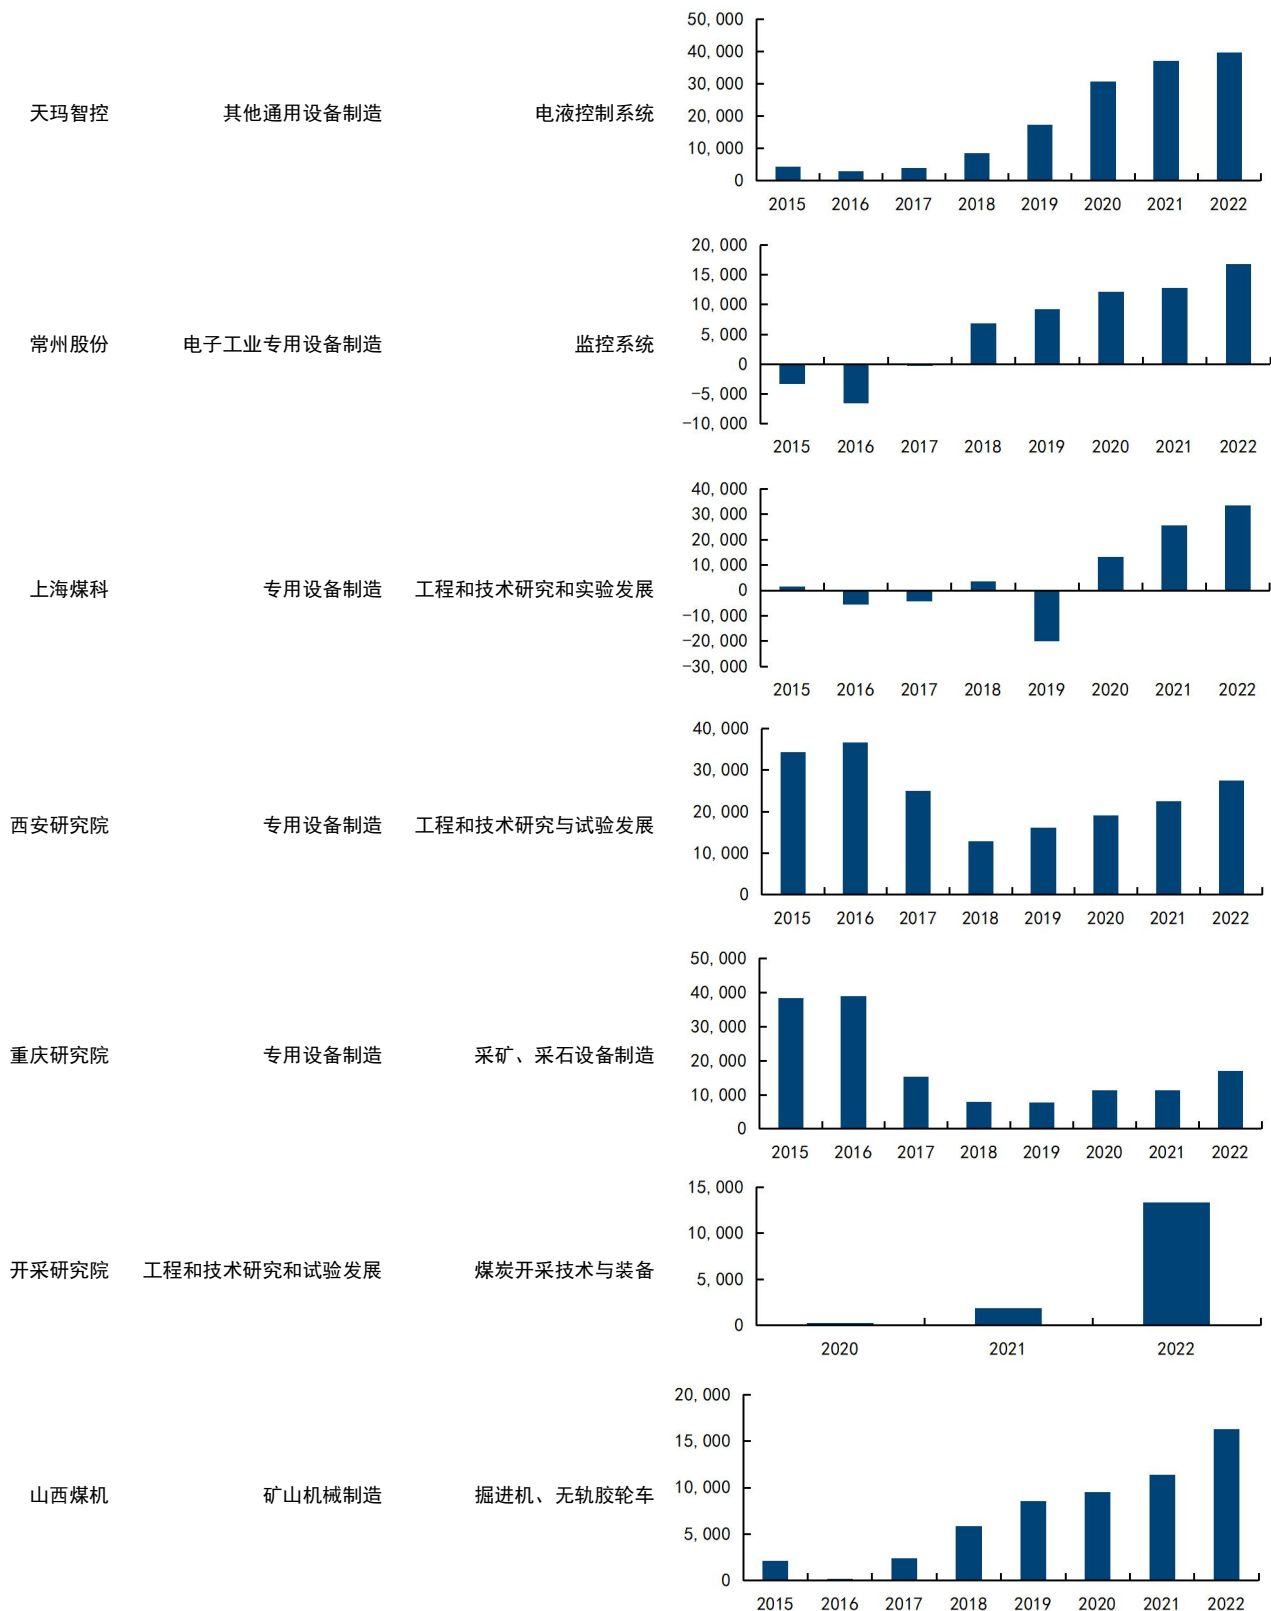 50,000
40,000
30,000
20,000
10,000
0
天玛智控 其他通用设备制造 电液控制系统
2015 2016 2017 2018 2019 2020 2021 2022
20,000
15,000
10,000
5,000
0
-5,000
-10,000
常州股份 电子工业专用设备制造 监控系统
2015 2016 2017 2018 2019 2020 2021 2022
40,000
30,000
20,000
10,000
0
-10,000
-20,000
-30,000
上海煤科 专用设备制造 工程和技术研究和实验发展
2015 2016 2017 2018 2019 2020 2021 2022
40,000
30,000
20,000
10,000
0
西安研究院 专用设备制造 工程和技术研究与试验发展
2015 2016 2017 2018 2019 2020 2021 2022
50,000
40,000
30,000
20,000
10,000
0
重庆研究院 专用设备制造 采矿、采石设备制造
2015 2016 2017 2018 2019 2020 2021 2022
15,000
10,000
5,000
0
开采研究院 工程和技术研究和试验发展 煤炭开采技术与装备
2020 2021 2022
20,000
15,000
10,000
5,000
0
山西煤机 矿山机械制造 掘进机、无轨胶轮车
2015 2016 2017 2018 2019 2020 2021 2022